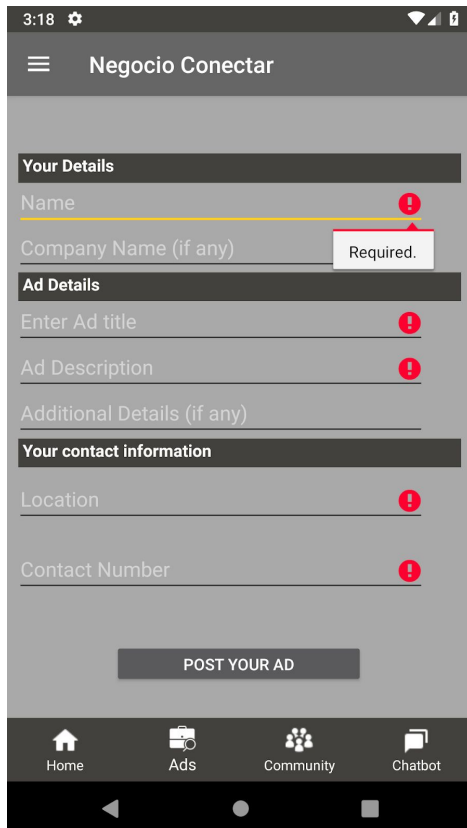 3:18
Negocio Conectar
Your Details
Name
Company Name (if any)
Required.
Ad Details
Enter Ad title
Ad Description
Additional Details (if any)
Your contact information
Location
Contact Number
POST YOUR AD
Home Ads Community Chatbot